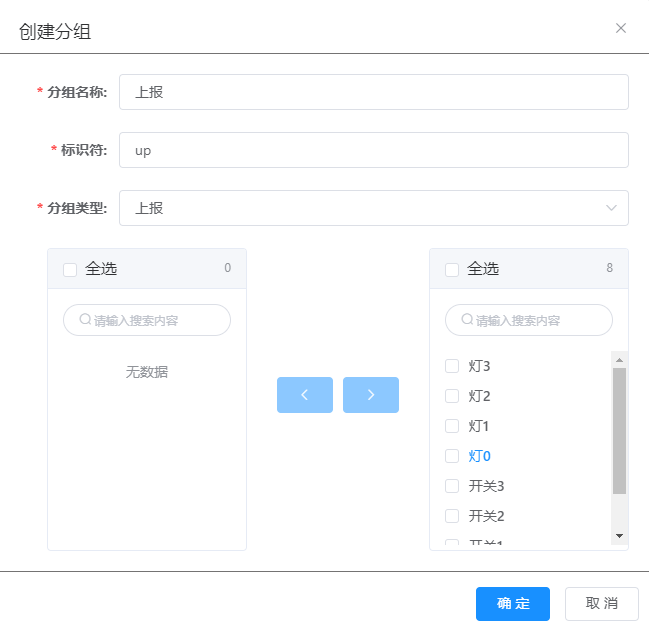 创建分组
* 分组名称: 上报
* 标识符: up
* 分组类型: 上报
全选 0
请输入搜索内容
无数据
全选 8
请输入搜索内容
灯3
灯2
灯1
灯0
开关3
开关2
开关1
确 定 取 消